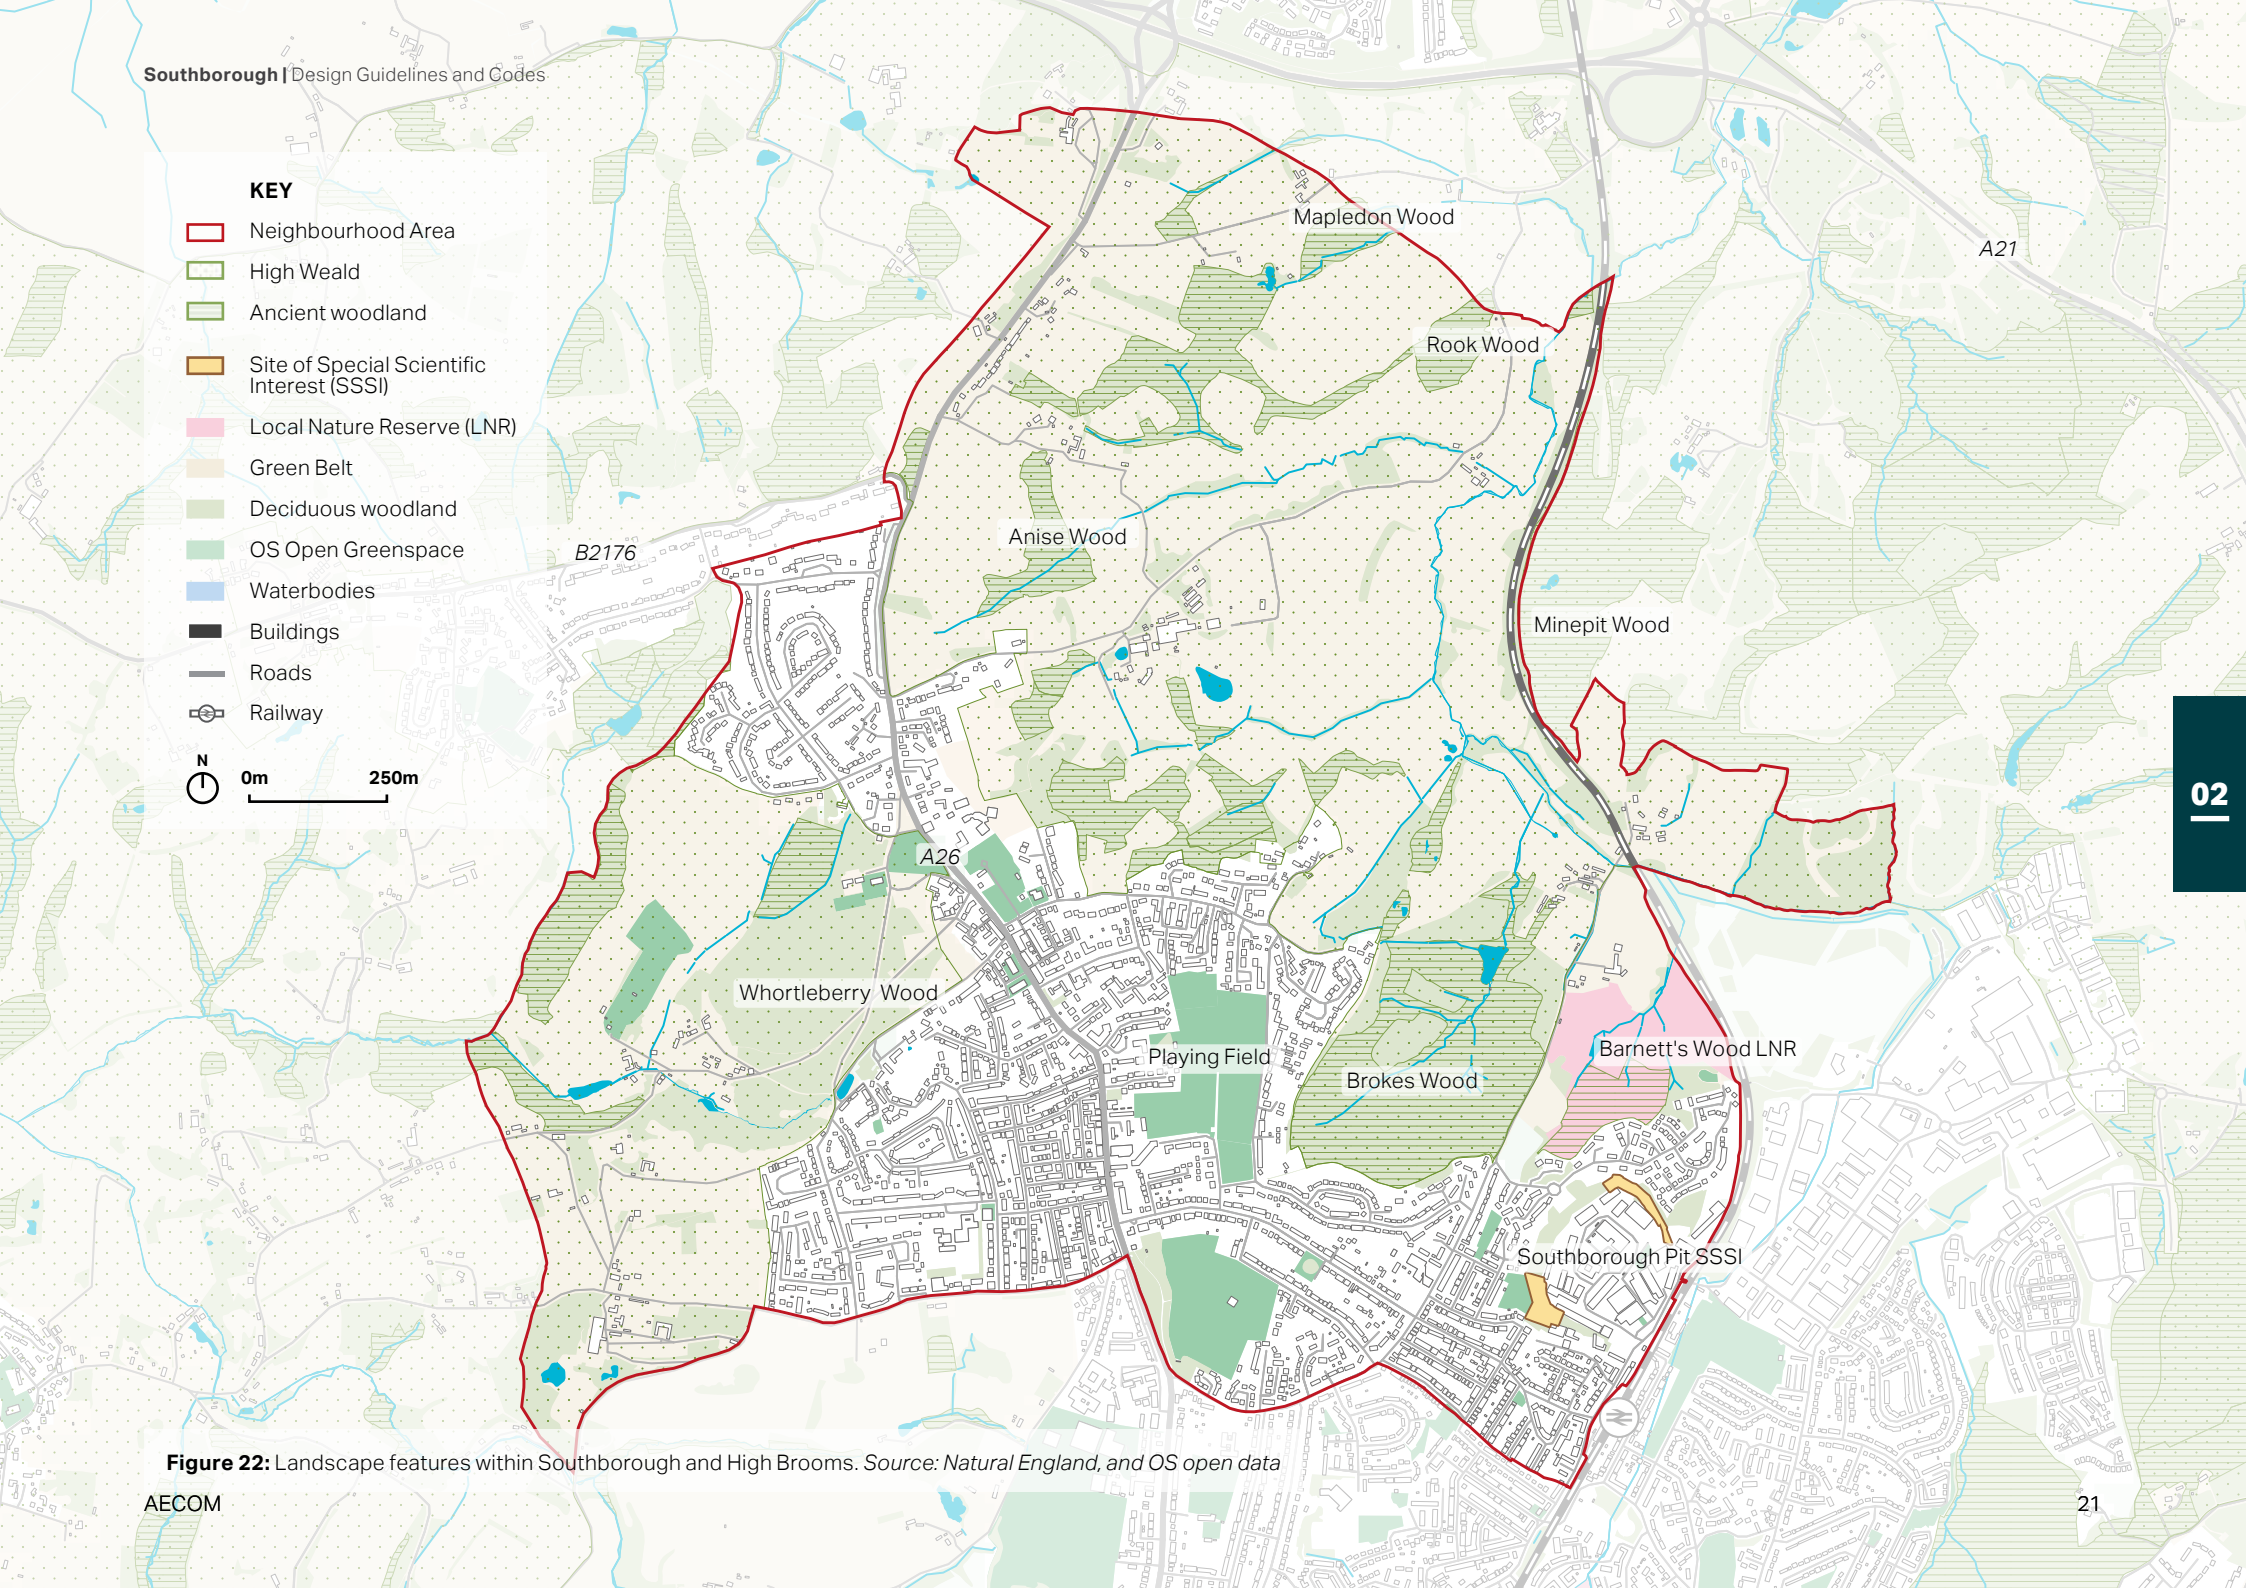 Southborough | Design Guidelines and Codes
KEY
Neighbourhood Area
High Weald
Ancient woodland
Site of Special Scientific
Interest (SSSI)
Local Nature Reserve (LNR)
Green Belt
Deciduous woodland
OS Open Greenspace
Waterbodies
Buildings
Roads
Railway
N
0m 250m
Mapledon Wood
A21
Rook Wood
Anise Wood
B2176
Minepit Wood
02
A26
Whortleberry Wood
Playing Field
Barnett's Wood LNR
Brokes Wood
Southborough Pit SSSI
Figure 22: Landscape features within Southborough and High Brooms. Source: Natural England, and OS open data
AECOM
21